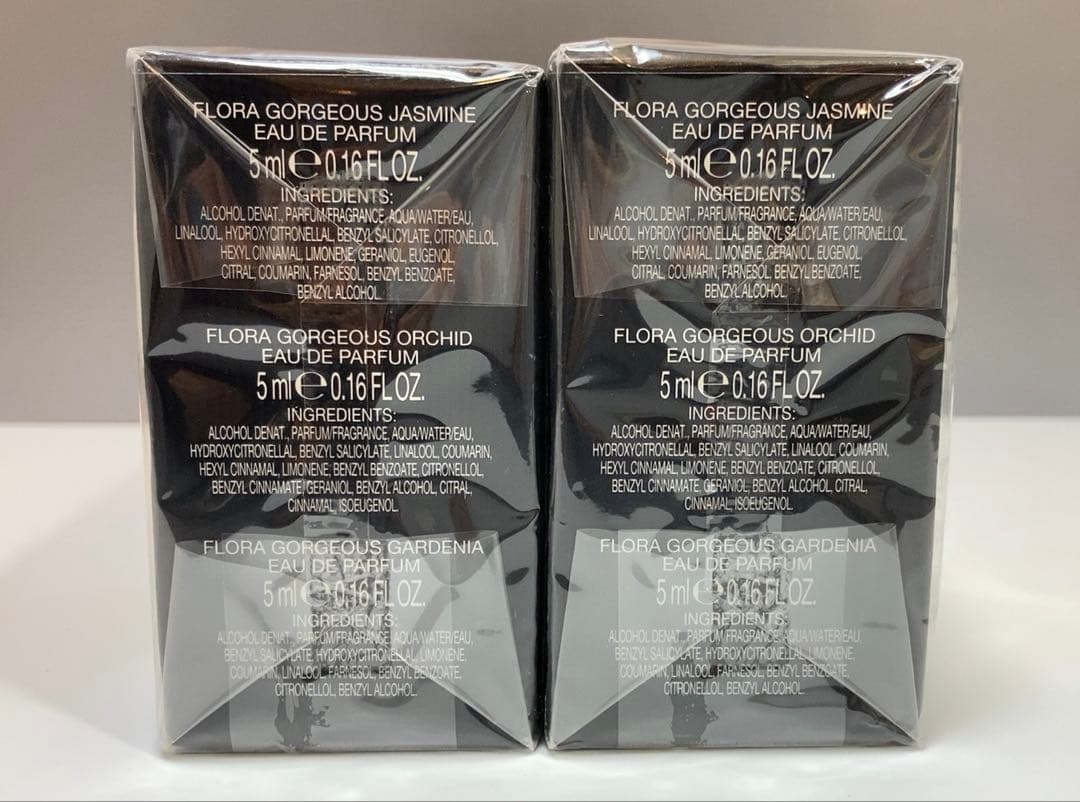 FLORA GORGEOUS JASMINE
EAU DE PARFUM
5 ml ℮ 0.16 FL OZ.
INGREDIENTS:
ALCOHOL DENAT., PARFUM/FRAGRANCE, AQUA/WATER/EAU,
LINALOOL, HYDROXYCITRONELLAL, BENZYL SALICYLATE, CITRONELLOL,
HEXYL CINNAMAL, LIMONENE, GERANIOL, EUGENOL,
CITRAL, COUMARIN, FARNESOL, BENZYL BENZOATE,
BENZYL ALCOHOL.
FLORA GORGEOUS ORCHID
EAU DE PARFUM
5 ml ℮ 0.16 FL OZ.
INGREDIENTS:
ALCOHOL DENAT., PARFUM/FRAGRANCE, AQUA/WATER/EAU,
HYDROXYCITRONELLAL, BENZYL SALICYLATE, LINALOOL, COUMARIN,
HEXYL CINNAMAL, LIMONENE, BENZYL BENZOATE, CITRONELLOL,
BENZYL CINNAMATE, GERANIOL, BENZYL ALCOHOL, CITRAL,
CINNAMAL, ISOEUGENOL.
FLORA GORGEOUS GARDENIA
EAU DE PARFUM
5 ml ℮ 0.16 FL OZ.
INGREDIENTS:
ALCOHOL DENAT., PARFUM/FRAGRANCE, AQUA/WATER/EAU,
BENZYL SALICYLATE, HYDROXYCITRONELLAL, LIMONENE,
COUMARIN, LINALOOL, FARNESOL, BENZYL BENZOATE,
CITRONELLOL, BENZYL ALCOHOL.
FLORA GORGEOUS JASMINE
EAU DE PARFUM
5 ml ℮ 0.16 FL OZ.
INGREDIENTS:
ALCOHOL DENAT., PARFUM/FRAGRANCE, AQUA/WATER/EAU,
LINALOOL, HYDROXYCITRONELLAL, BENZYL SALICYLATE, CITRONELLOL,
HEXYL CINNAMAL, LIMONENE, GERANIOL, EUGENOL,
CITRAL, COUMARIN, FARNESOL, BENZYL BENZOATE,
BENZYL ALCOHOL.
FLORA GORGEOUS ORCHID
EAU DE PARFUM
5 ml ℮ 0.16 FL OZ.
INGREDIENTS:
ALCOHOL DENAT., PARFUM/FRAGRANCE, AQUA/WATER/EAU,
HYDROXYCITRONELLAL, BENZYL SALICYLATE, LINALOOL, COUMARIN,
HEXYL CINNAMAL, LIMONENE, BENZYL BENZOATE, CITRONELLOL,
BENZYL CINNAMATE, GERANIOL, BENZYL ALCOHOL, CITRAL,
CINNAMAL, ISOEUGENOL.
FLORA GORGEOUS GARDENIA
EAU DE PARFUM
5 ml ℮ 0.16 FL OZ.
INGREDIENTS:
ALCOHOL DENAT., PARFUM/FRAGRANCE, AQUA/WATER/EAU,
BENZYL SALICYLATE, HYDROXYCITRONELLAL, LIMONENE,
COUMARIN, LINALOOL, FARNESOL, BENZYL BENZOATE,
CITRONELLOL, BENZYL ALCOHOL.